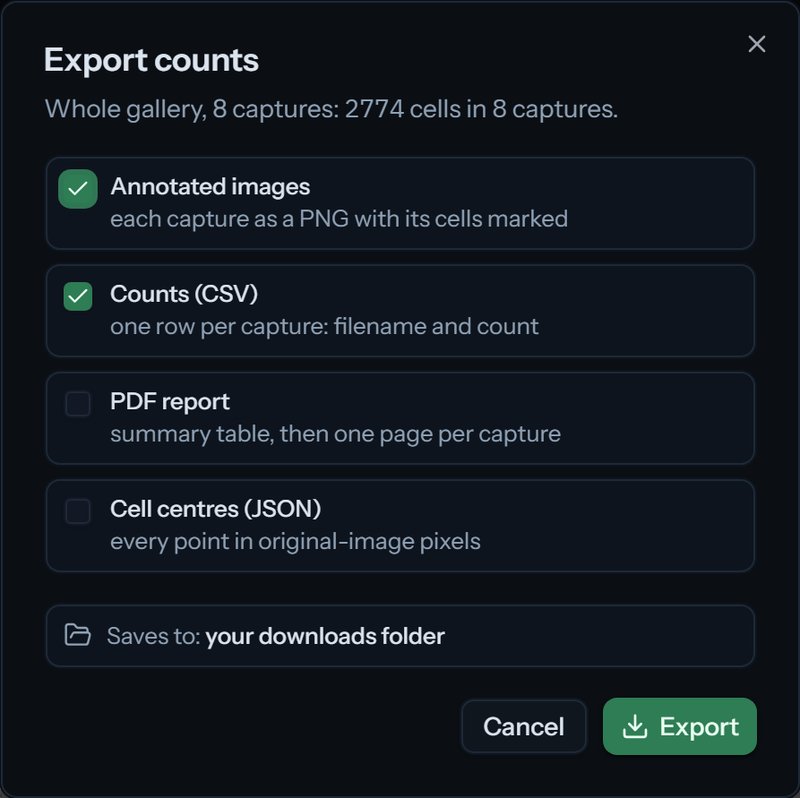 Export counts
Whole gallery, 8 captures: 2774 cells in 8 captures.
Annotated images
each capture as a PNG with its cells marked
Counts (CSV)
one row per capture: filename and count
PDF report
summary table, then one page per capture
Cell centres (JSON)
every point in original-image pixels
Saves to: your downloads folder
Cancel
Export